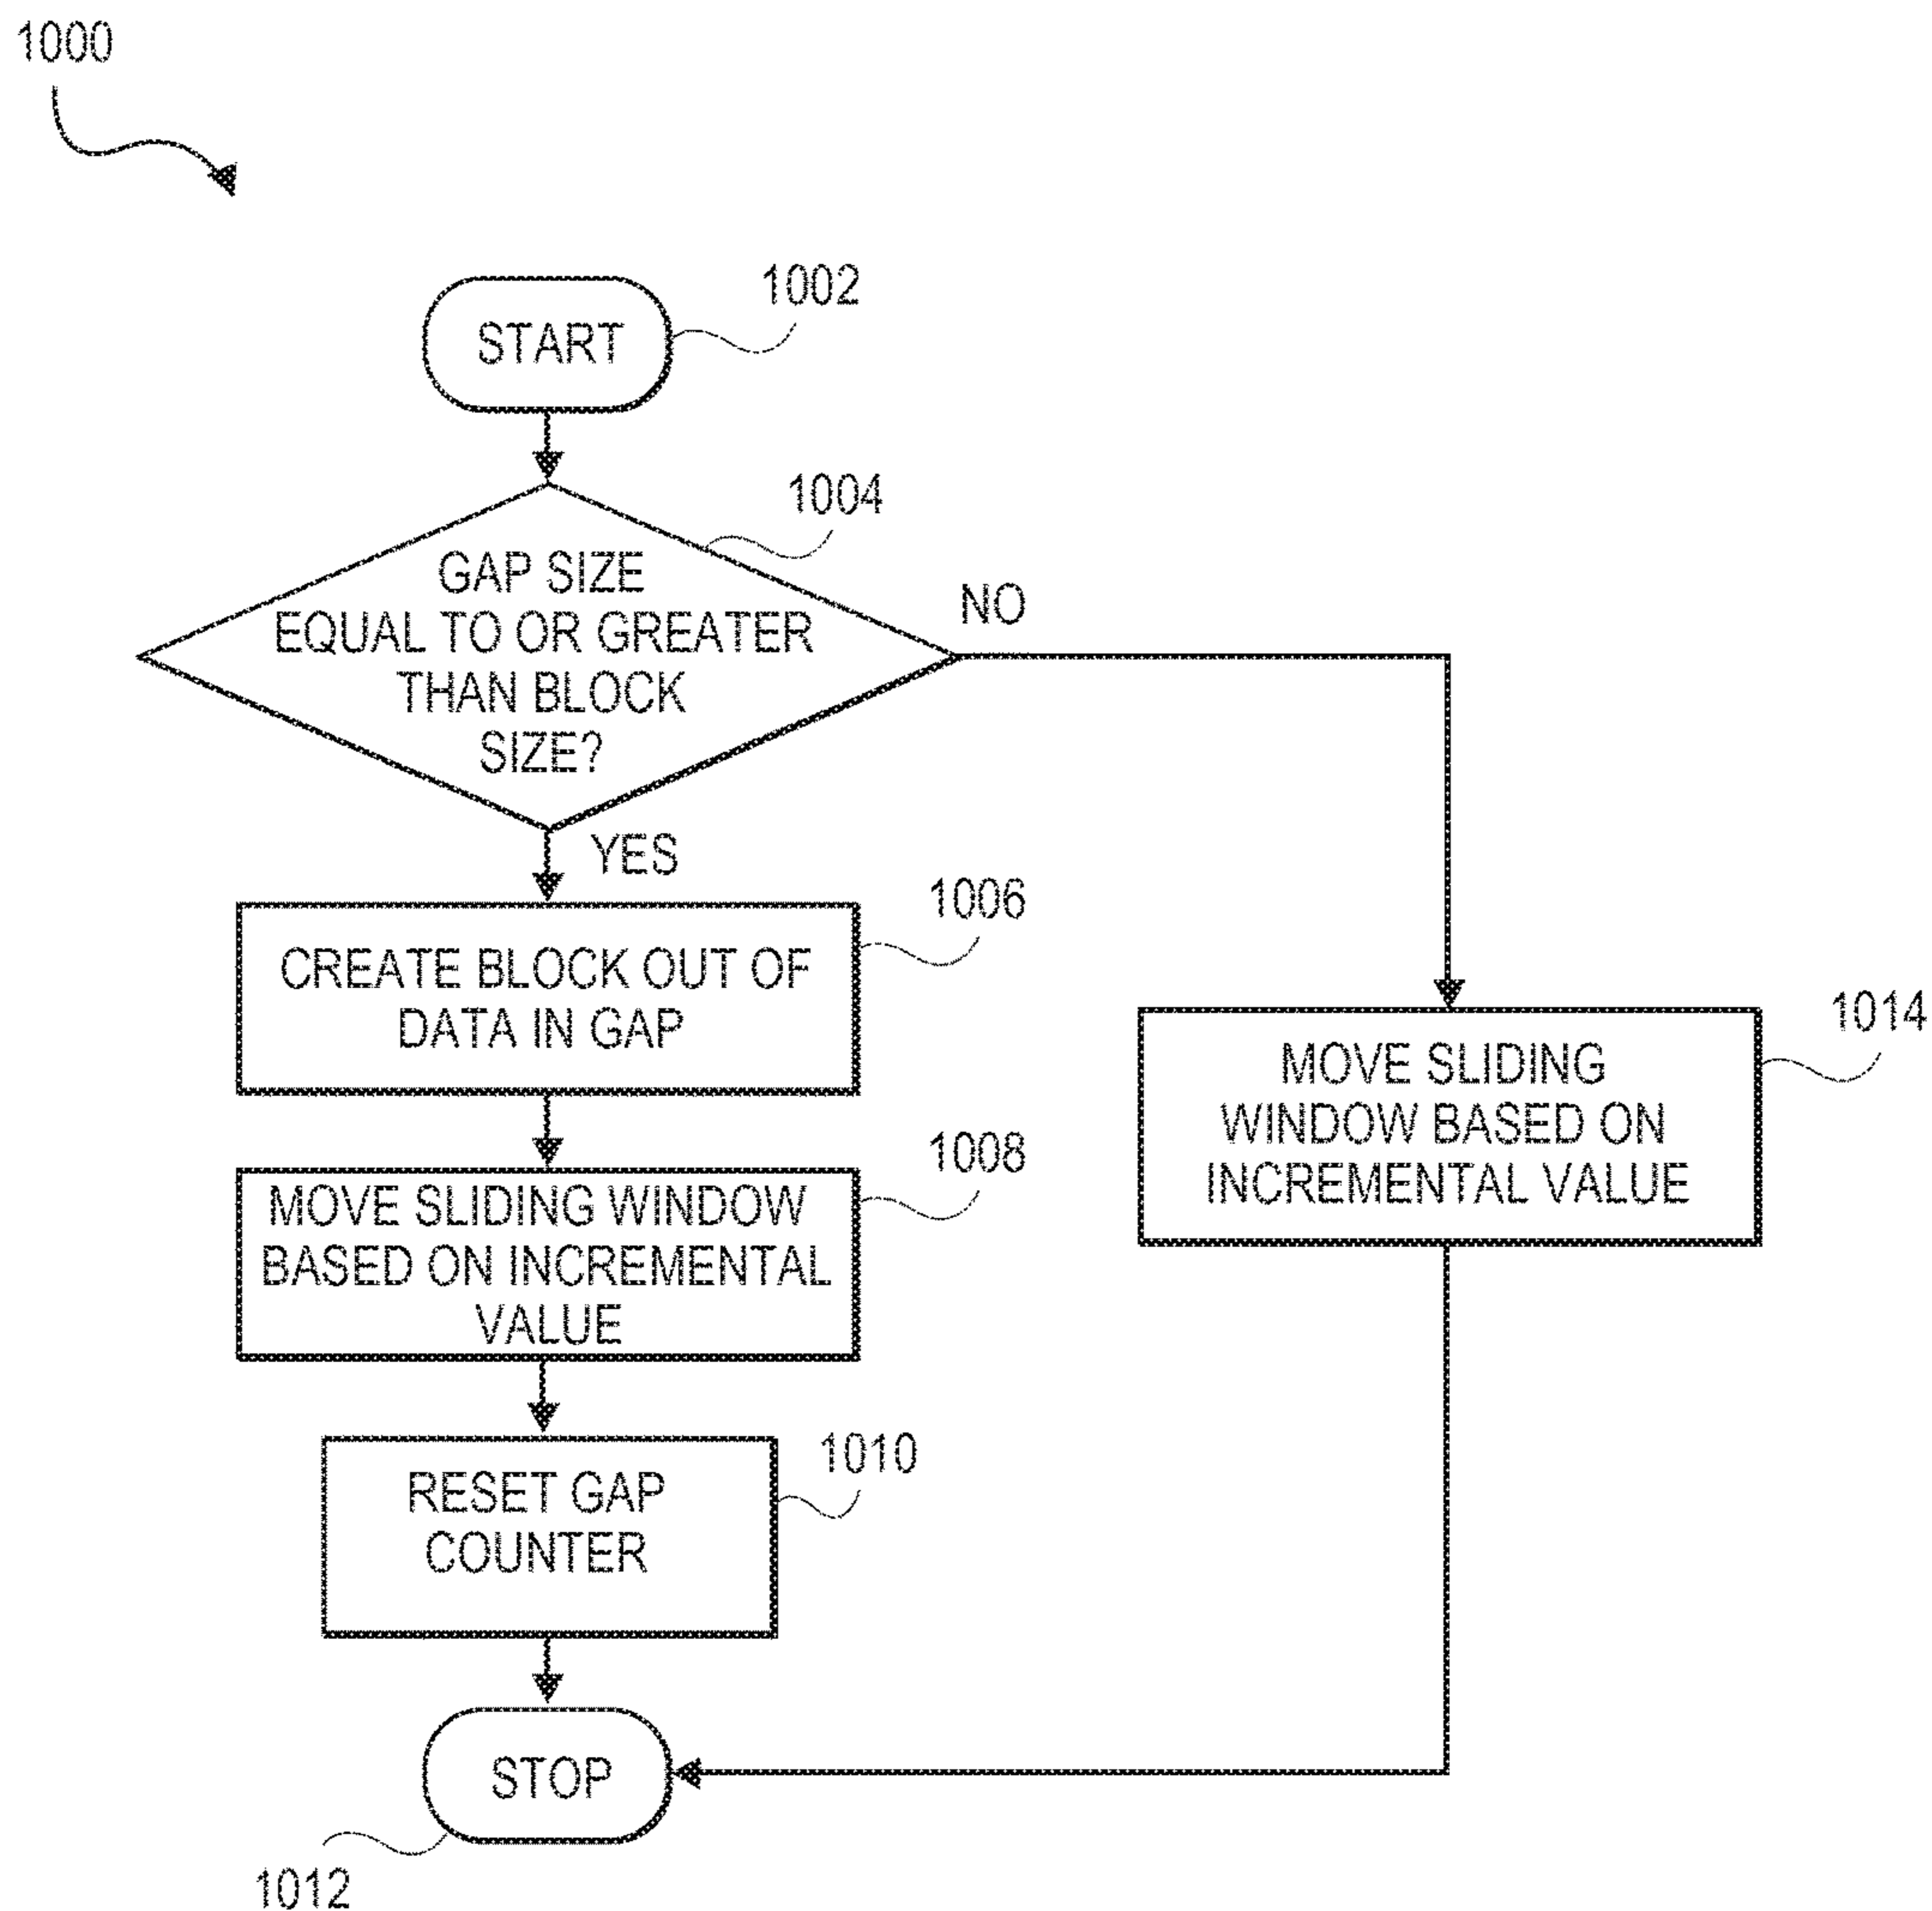 1000
1002
START
1004
GAP SIZE
EQUAL TO OR GREATER
THAN BLOCK
SIZE?
NO
YES
1006
CREATE BLOCK OUT OF
DATA IN GAP
1014
MOVE SLIDING
WINDOW BASED ON
INCREMENTAL VALUE
1008
MOVE SLIDING WINDOW
BASED ON INCREMENTAL
VALUE
1010
RESET GAP
COUNTER
STOP
1012